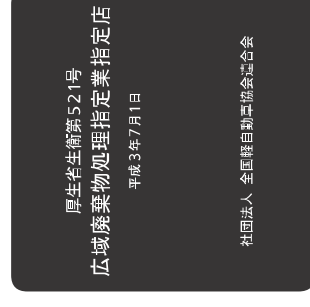 厚生省生衛第521号
広域廃棄物処理指定業指定店
平成3年7月1日
社団法人 全国軽自動車協会連合会